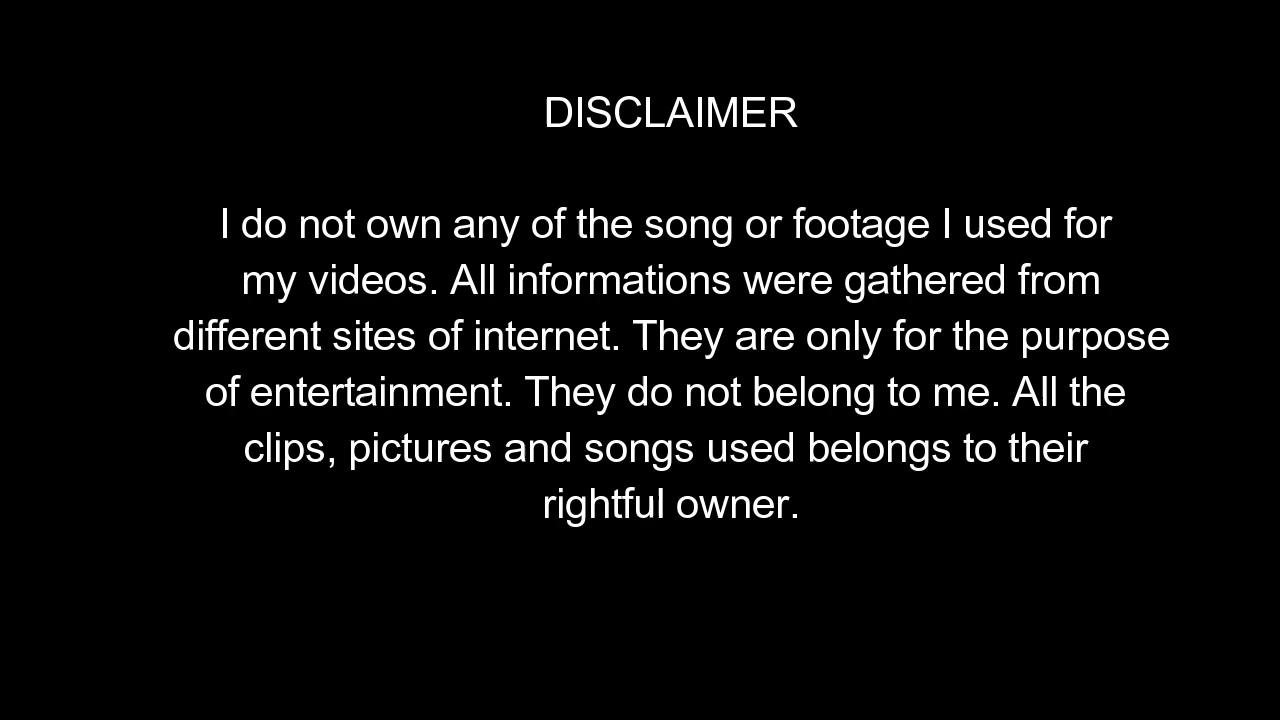 DISCLAIMER
I do not own any of the song or footage I used for
my videos. All informations were gathered from
different sites of internet. They are only for the purpose
of entertainment. They do not belong to me. All the
clips, pictures and songs used belongs to their
rightful owner.